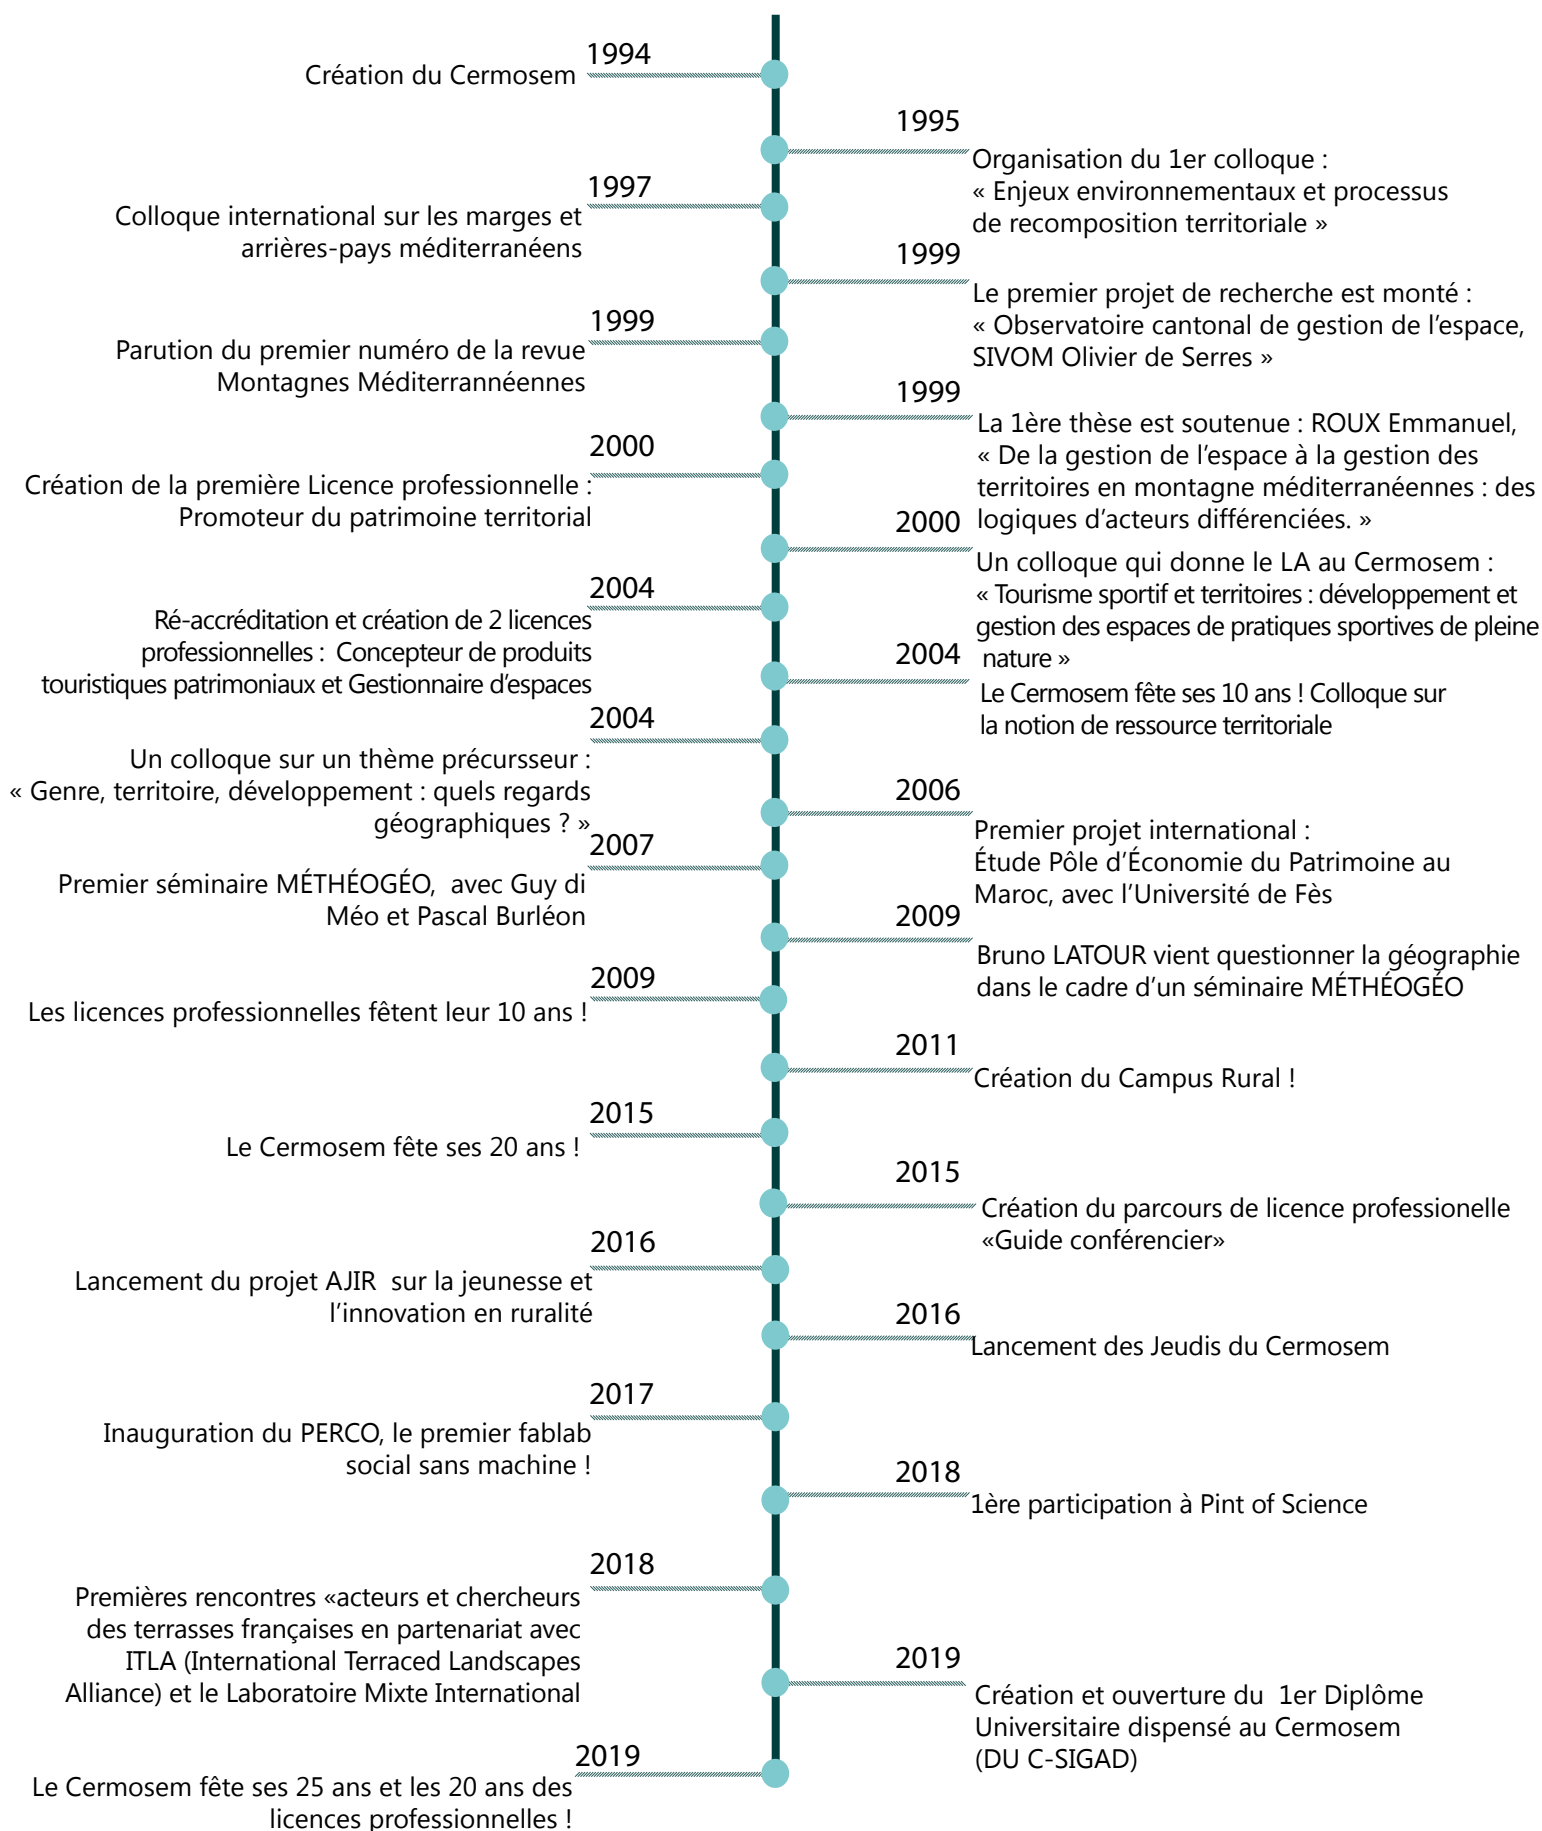 1994
Création du Cermosem
1995
Organisation du 1er colloque :
« Enjeux environnementaux et processus
de recomposition territoriale »
1997
Colloque international sur les marges et
arrières-pays méditerranéens
1999
Le premier projet de recherche est monté :
« Observatoire cantonal de gestion de l'espace,
SIVOM Olivier de Serres »
1999
Parution du premier numéro de la revue
Montagnes Méditerrannéennes
1999
La 1ère thèse est soutenue : ROUX Emmanuel,
« De la gestion de l'espace à la gestion des
territoires en montagne méditerranéennes : des
logiques d'acteurs différenciées. »
2000
Création de la première Licence professionnelle :
Promoteur du patrimoine territorial
2000
Un colloque qui donne le LA au Cermosem :
« Tourisme sportif et territoires : développement et
gestion des espaces de pratiques sportives de pleine
nature »
2004
Ré-accréditation et création de 2 licences
professionnelles : Concepteur de produits
touristiques patrimoniaux et Gestionnaire d'espaces
2004
Le Cermosem fête ses 10 ans ! Colloque sur
la notion de ressource territoriale
2004
Un colloque sur un thème précursseur :
« Genre, territoire, développement : quels regards
géographiques ? »
2006
Premier projet international :
Étude Pôle d'Économie du Patrimoine au
Maroc, avec l'Université de Fès
2007
Premier séminaire MÉTHÉOGÉO, avec Guy di
Méo et Pascal Burléon
2009
Bruno LATOUR vient questionner la géographie
dans le cadre d'un séminaire MÉTHÉOGÉO
2009
Les licences professionnelles fêtent leur 10 ans !
2011
Création du Campus Rural !
2015
Le Cermosem fête ses 20 ans !
2015
Création du parcours de licence professionelle
«Guide conférencier»
2016
Lancement du projet AJIR sur la jeunesse et
l'innovation en ruralité
2016
Lancement des Jeudis du Cermosem
2017
Inauguration du PERCO, le premier fablab
social sans machine !
2018
1ère participation à Pint of Science
2018
Premières rencontres «acteurs et chercheurs
des terrasses françaises en partenariat avec
ITLA (International Terraced Landscapes
Alliance) et le Laboratoire Mixte International
2019
Création et ouverture du 1er Diplôme
Universitaire dispensé au Cermosem
(DU C-SIGAD)
2019
Le Cermosem fête ses 25 ans et les 20 ans des
licences professionnelles !